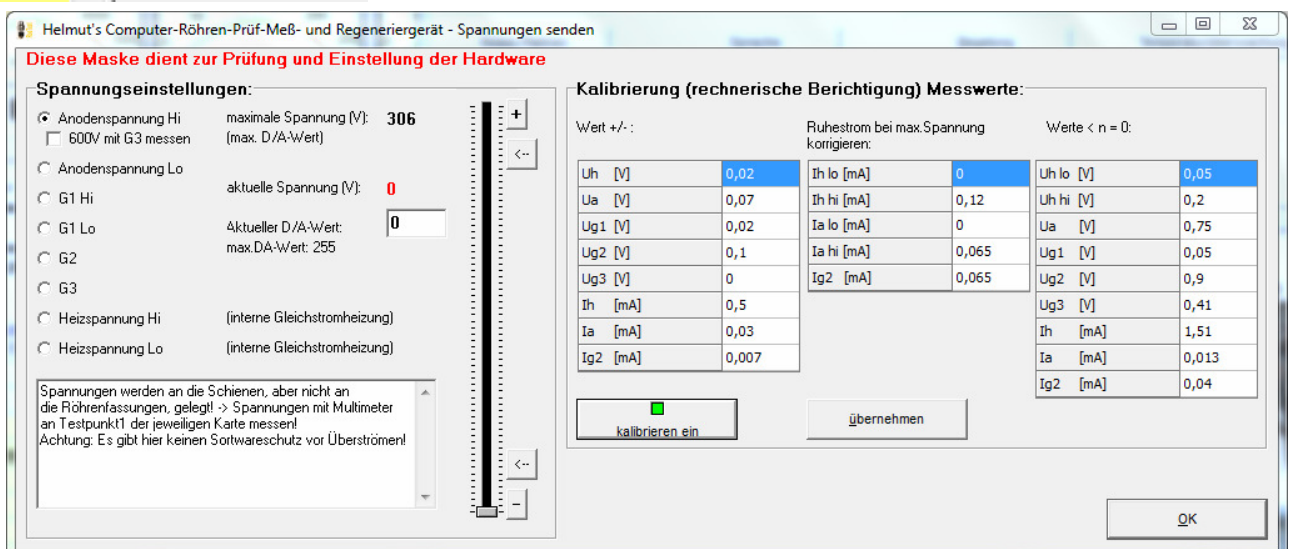 Helmut's Computer-Röhren-Prüf-Meß- und Regeneriergerät - Spannungen senden
Diese Maske dient zur Prüfung und Einstellung der Hardware
Spannungseinstellungen:
Anodenspannung Hi
maximale Spannung (V): 306
600V mit G3 messen
(max. D/A-Wert)
Anodenspannung Lo
aktuelle Spannung (V): 0
G1 Hi
G1 Lo
Aktueller D/A-Wert: 0
max.DA-Wert: 255
G2
G3
Heizspannung Hi (interne Gleichstromheizung)
Heizspannung Lo (interne Gleichstromheizung)
Spannungen werden an die Schienen, aber nicht an
die Röhrenfassungen, gelegt! -> Spannungen mit Multimeter
an Testpunkt1 der jeweiligen Karte messen!
Achtung: Es gibt hier keinen Sortwareschutz vor Überströmen!
+
<--
<--
-
Kalibrierung (rechnerische Berichtigung) Messwerte:
Wert +/- :
Uh [V] 0,02
Ua [V] 0,07
Ug1 [V] 0,02
Ug2 [V] 0,1
Ug3 [V] 0
Ih [mA] 0,5
Ia [mA] 0,03
Ig2 [mA] 0,007
kalibrieren ein
Ruhestrom bei max.Spannung
korrigieren:
Ih lo [mA] 0
Ih hi [mA] 0,12
Ia lo [mA] 0
Ia hi [mA] 0,065
Ig2 [mA] 0,065
übernehmen
Werte < n = 0:
Uh lo [V] 0,05
Uh hi [V] 0,2
Ua [V] 0,75
Ug1 [V] 0,05
Ug2 [V] 0,9
Ug3 [V] 0,41
Ih [mA] 1,51
Ia [mA] 0,013
Ig2 [mA] 0,04
OK